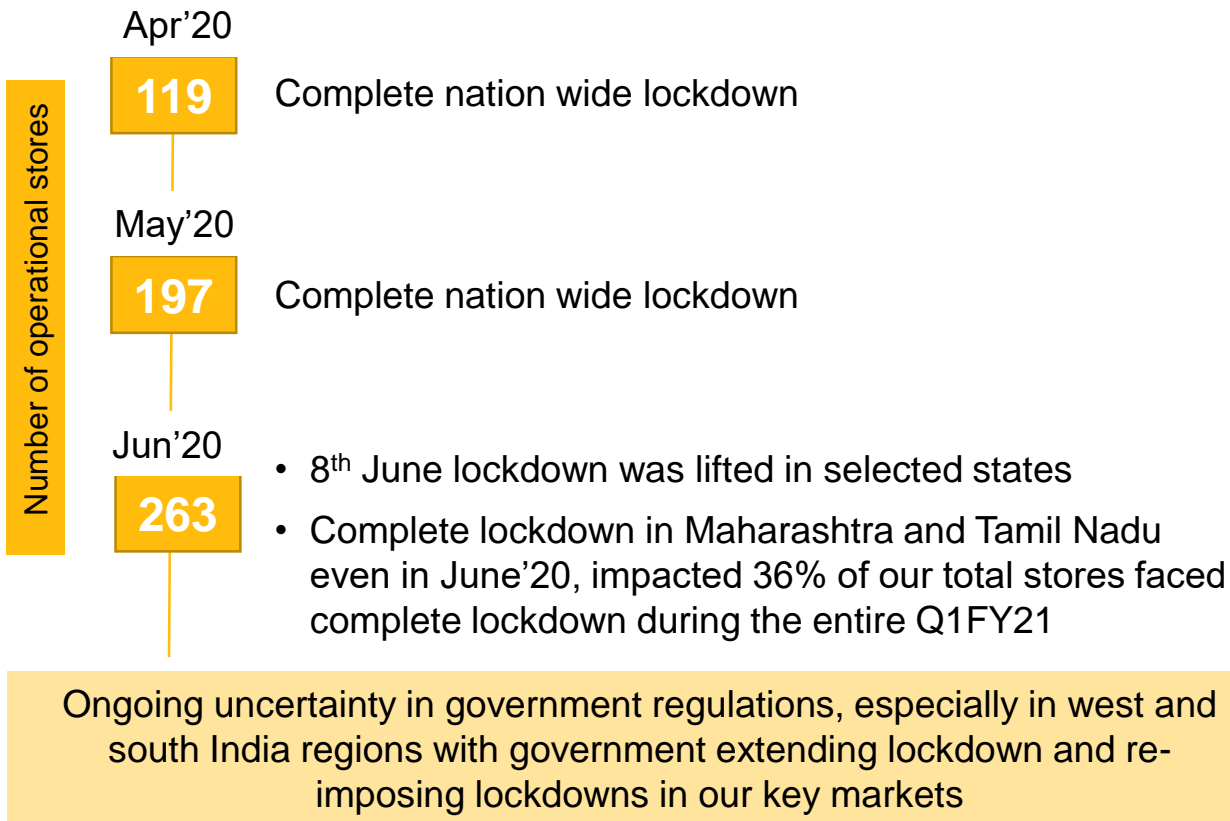 Number of operational stores
Apr’20
119
Complete nation wide lockdown
May’20
197
Complete nation wide lockdown
Jun’20
263
• 8th June lockdown was lifted in selected states
• Complete lockdown in Maharashtra and Tamil Nadu
even in June’20, impacted 36% of our total stores faced
complete lockdown during the entire Q1FY21
Ongoing uncertainty in government regulations, especially in west and
south India regions with government extending lockdown and re-
imposing lockdowns in our key markets